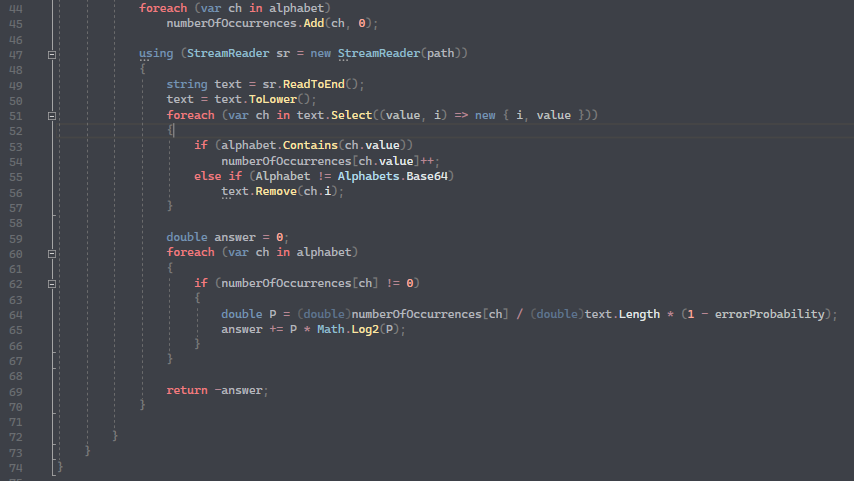 44 foreach (var ch in alphabet)
45 numberOfOccurrences.Add(ch, 0);
46
47 using (StreamReader sr = new StreamReader(path))
48 {
49 string text = sr.ReadToEnd();
50 text = text.ToLower();
51 foreach (var ch in text.Select((value, i) => new { i, value }))
52 {
53 if (alphabet.Contains(ch.value))
54 numberOfOccurrences[ch.value]++;
55 else if (Alphabet != Alphabets.Base64)
56 text.Remove(ch.i);
57 }
58
59 double answer = 0;
60 foreach (var ch in alphabet)
61 {
62 if (numberOfOccurrences[ch] != 0)
63 {
64 double P = (double)numberOfOccurrences[ch] / (double)text.Length * (1 - errorProbability);
65 answer += P * Math.Log2(P);
66 }
67 }
68
69 return -answer;
70 }
71
72 }
73 }
74 }